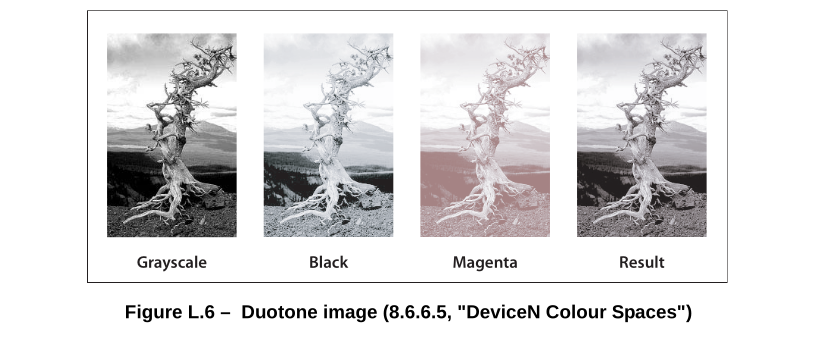 Grayscale
Black
Magenta
Result
Figure L.6 – Duotone image (8.6.6.5, "DeviceN Colour Spaces")